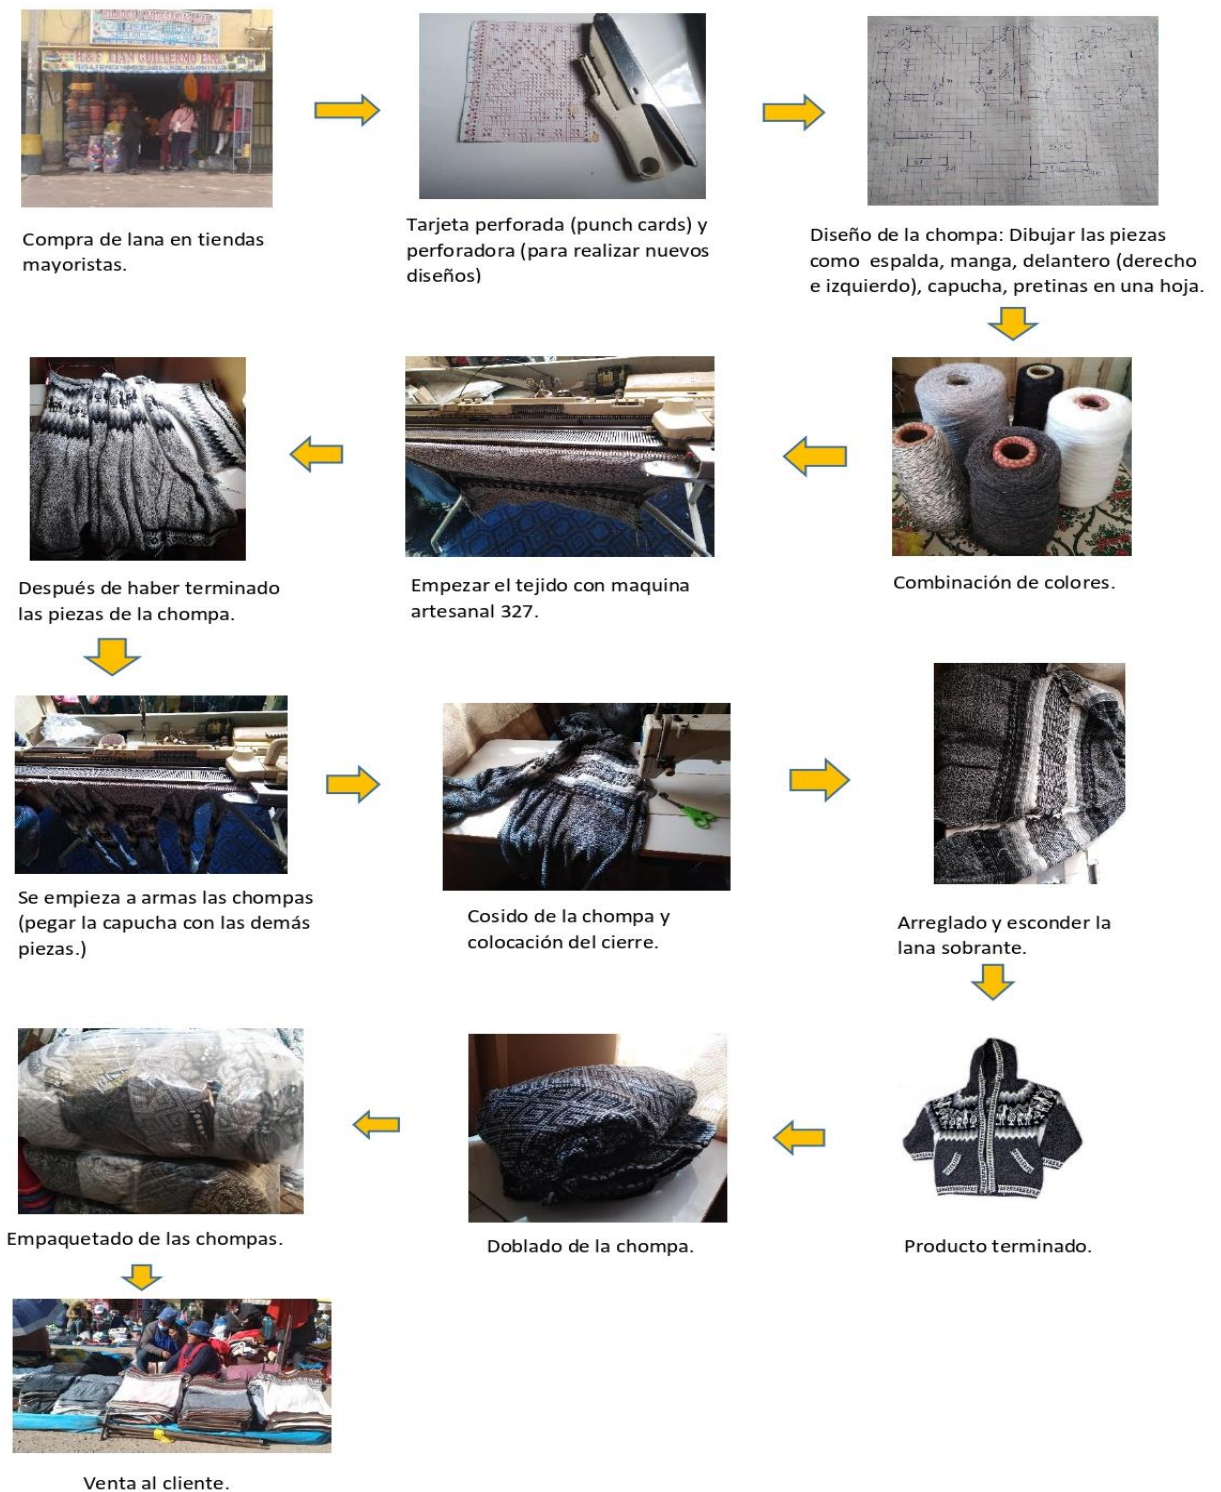 H&F LIAN GUILLERMO EIRL
Compra de lana en tiendas
mayoristas.
Tarjeta perforada (punch cards) y
perforadora (para realizar nuevos
diseños)
Diseño de la chompa: Dibujar las piezas
como espalda, manga, delantero (derecho
e izquierdo), capucha, pretinas en una hoja.
Combinación de colores.
Empezar el tejido con maquina
artesanal 327.
Después de haber terminado
las piezas de la chompa.
Se empieza a armas las chompas
(pegar la capucha con las demás
piezas.)
Cosido de la chompa y
colocación del cierre.
Arreglado y esconder la
lana sobrante.
Producto terminado.
Doblado de la chompa.
Empaquetado de las chompas.
Venta al cliente.